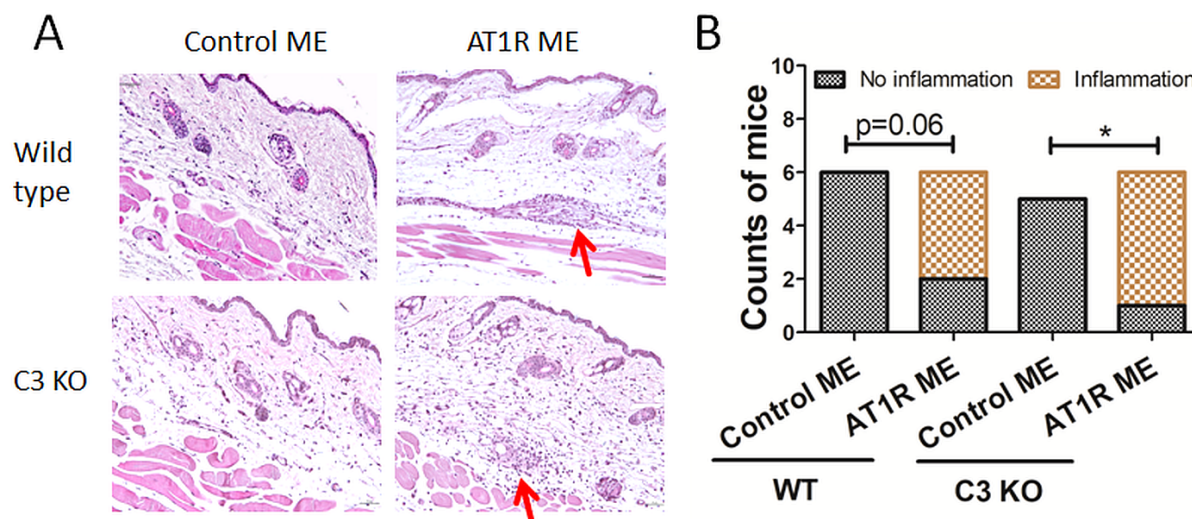 A
Control ME
AT1R ME
Wild
type
C3 KO
B
Counts of mice
10
8
6
4
2
0
No inflammation
Inflammation
p=0.06
*
Control ME
AT1R ME
Control ME
AT1R ME
WT
C3 KO